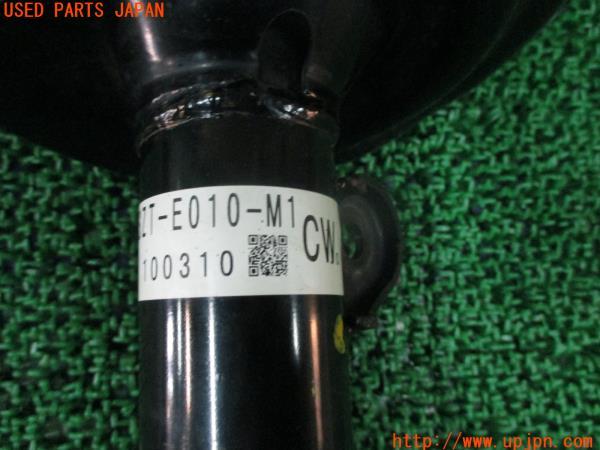 USED PARTS JAPAN
ZT-E010-M1
100310
CW
http://www.upjpn.com/